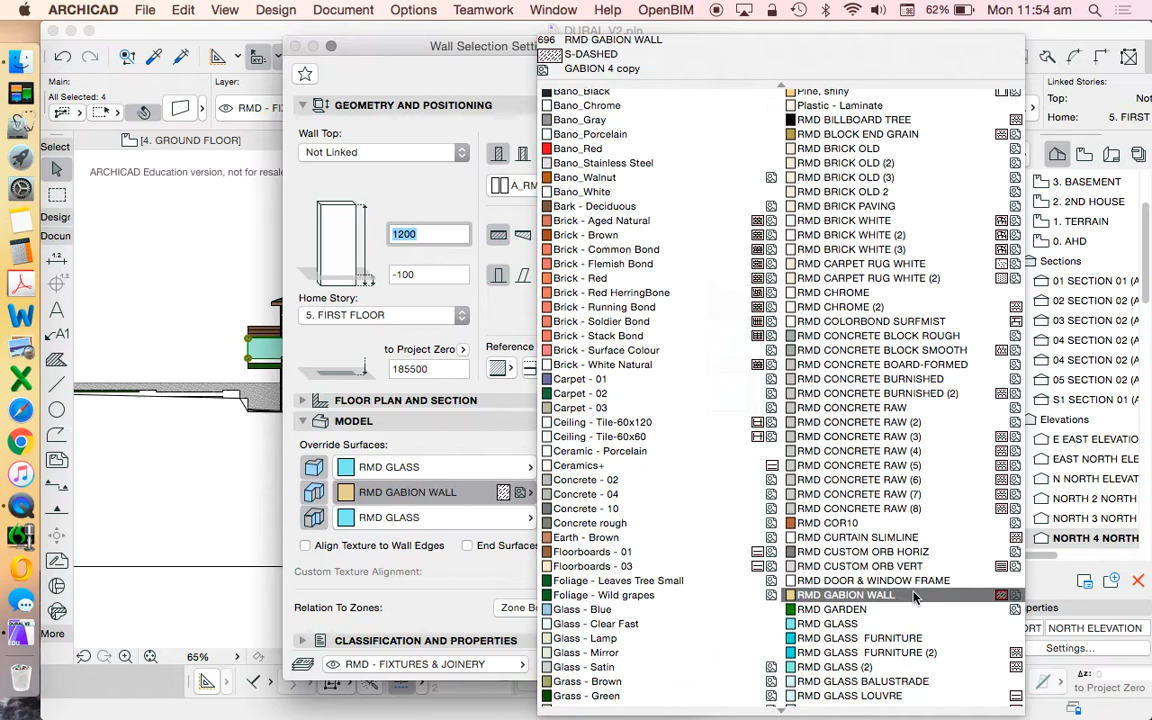 ARCHICAD File Edit View Design Document Options Teamwork Window Help OpenBIM 62% Mon 11:54 am
DURAL V2.pln
Main:
All Selected: 4
Layer:
RMD - FI
Select
Design
Docun
More
[4. GROUND FLOOR]
ARCHICAD Education version, not for resale
65%
Wall Selection Setti
GEOMETRY AND POSITIONING
Wall Top:
Not Linked
A_RM
1200
-100
Home Story:
5. FIRST FLOOR
to Project Zero
185500
Reference
FLOOR PLAN AND SECTION
MODEL
Override Surfaces:
RMD GLASS
RMD GABION WALL
RMD GLASS
Align Texture to Wall Edges
End Surfaces
Custom Texture Alignment:
Relation To Zones:
Zone Bo
CLASSIFICATION AND PROPERTIES
RMD - FIXTURES & JOINERY
696 RMD GABION WALL
S-DASHED
GABION 4 copy
Bano_Black
Bano_Chrome
Bano_Gray
Bano_Porcelain
Bano_Red
Bano_Stainless Steel
Bano_Walnut
Bano_White
Bark - Deciduous
Brick - Aged Natural
Brick - Brown
Brick - Common Bond
Brick - Flemish Bond
Brick - Red
Brick - Red HerringBone
Brick - Running Bond
Brick - Soldier Bond
Brick - Stack Bond
Brick - Surface Colour
Brick - White Natural
Carpet - 01
Carpet - 02
Carpet - 03
Ceiling - Tile-60x120
Ceiling - Tile-60x60
Ceramic - Porcelain
Ceramics+
Concrete - 02
Concrete - 04
Concrete - 10
Concrete rough
Earth - Brown
Floorboards - 01
Floorboards - 03
Foliage - Leaves Tree Small
Foliage - Wild grapes
Glass - Blue
Glass - Clear Fast
Glass - Lamp
Glass - Mirror
Glass - Satin
Grass - Brown
Grass - Green
Pine, shiny
Plastic - Laminate
RMD BILLBOARD TREE
RMD BLOCK END GRAIN
RMD BRICK OLD
RMD BRICK OLD (2)
RMD BRICK OLD (3)
RMD BRICK OLD 2
RMD BRICK PAVING
RMD BRICK WHITE
RMD BRICK WHITE (2)
RMD BRICK WHITE (3)
RMD CARPET RUG WHITE
RMD CARPET RUG WHITE (2)
RMD CHROME
RMD CHROME (2)
RMD COLORBOND SURFMIST
RMD CONCRETE BLOCK ROUGH
RMD CONCRETE BLOCK SMOOTH
RMD CONCRETE BOARD-FORMED
RMD CONCRETE BURNISHED
RMD CONCRETE BURNISHED (2)
RMD CONCRETE RAW
RMD CONCRETE RAW (2)
RMD CONCRETE RAW (3)
RMD CONCRETE RAW (4)
RMD CONCRETE RAW (5)
RMD CONCRETE RAW (6)
RMD CONCRETE RAW (7)
RMD CONCRETE RAW (8)
RMD COR10
RMD CURTAIN SLIMLINE
RMD CUSTOM ORB HORIZ
RMD CUSTOM ORB VERT
RMD DOOR & WINDOW FRAME
RMD GABION WALL
RMD GARDEN
RMD GLASS
RMD GLASS FURNITURE
RMD GLASS FURNITURE (2)
RMD GLASS (2)
RMD GLASS BALUSTRADE
RMD GLASS LOUVRE
Linked Stories:
Top: Not
Home: 5. FIRST
3. BASEMENT
2. 2ND HOUSE
1. TERRAIN
0. AHD
Sections
01 SECTION 01 (A
02 SECTION 02 (A
03 SECTION 02 (A
04 SECTION 02 (A
05 SECTION 02 (A
S1 SECTION 01 (A
Elevations
E EAST ELEVATIO
EAST NORTH ELE
N NORTH ELEVAT
NORTH 2 NORTH
NORTH 3 NORTH
NORTH 4 NORTH
operties
ORT NORTH ELEVATION
Settings...
Δz: 0
to Project Zero